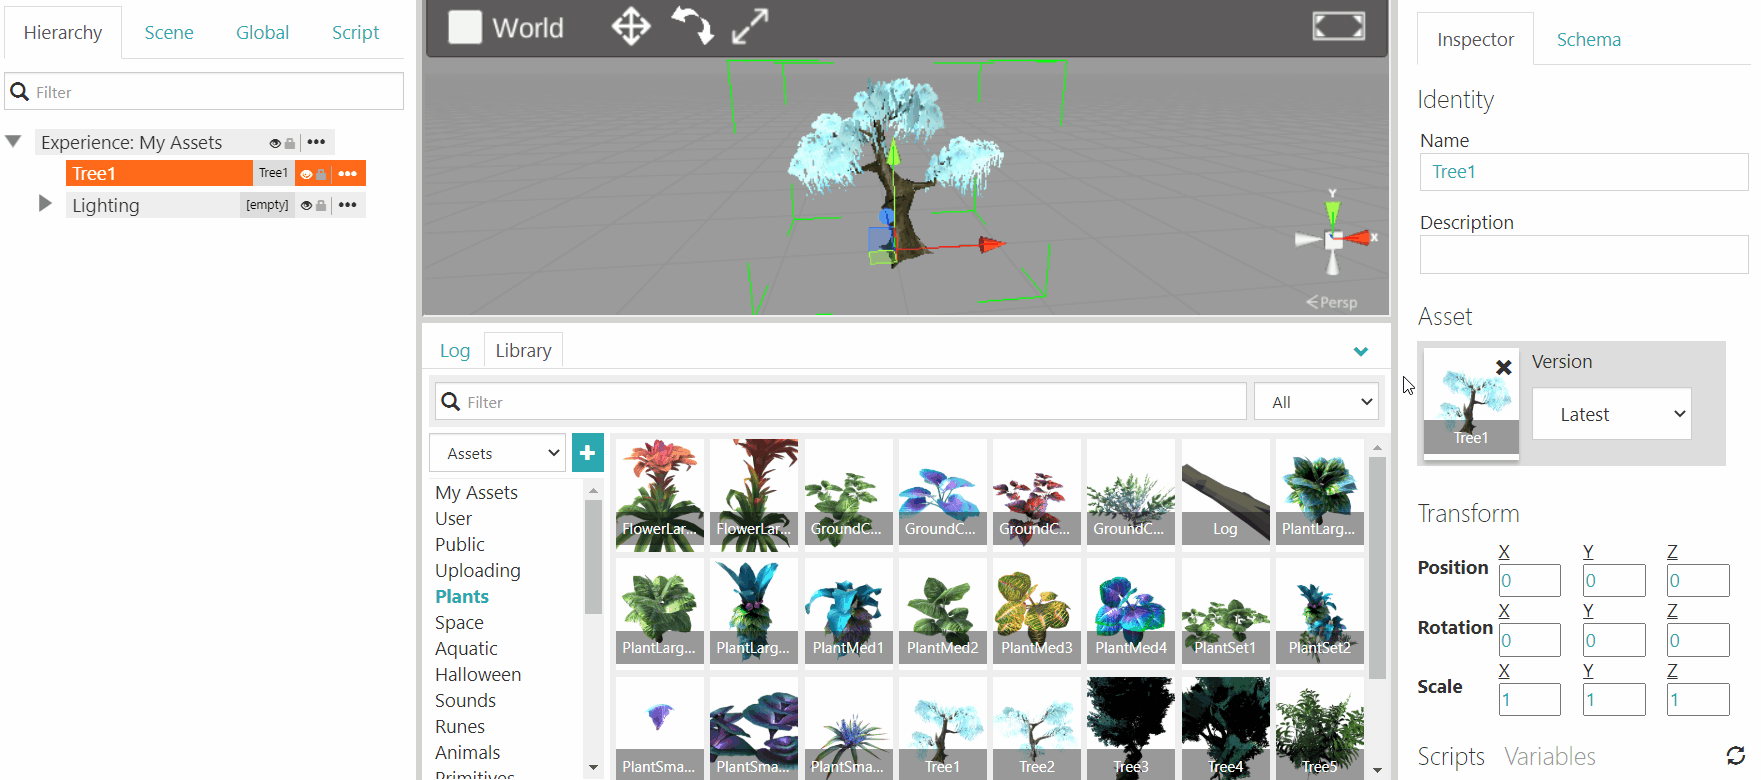 Hierarchy Scene Global Script
Filter
Experience: My Assets
Tree1 Tree1
Lighting [empty]
World
Y
X
Persp
Log Library
Filter All
Assets
My Assets
User
Public
Uploading
Plants
Space
Aquatic
Halloween
Sounds
Runes
Animals
Primitives
FlowerLar... FlowerLar... GroundC... GroundC... GroundC... GroundC... Log PlantLarg...
PlantLarg... PlantLarg... PlantMed1 PlantMed2 PlantMed3 PlantMed4 PlantSet1 PlantSet2
PlantSma... PlantSma... PlantSma... Tree1 Tree2 Tree3 Tree4 Tree5
Inspector Schema
Identity
Name
Tree1
Description
Asset
Version
Latest
Tree1
Transform
X Y Z
Position 0 0 0
X Y Z
Rotation 0 0 0
X Y Z
Scale 1 1 1
Scripts Variables